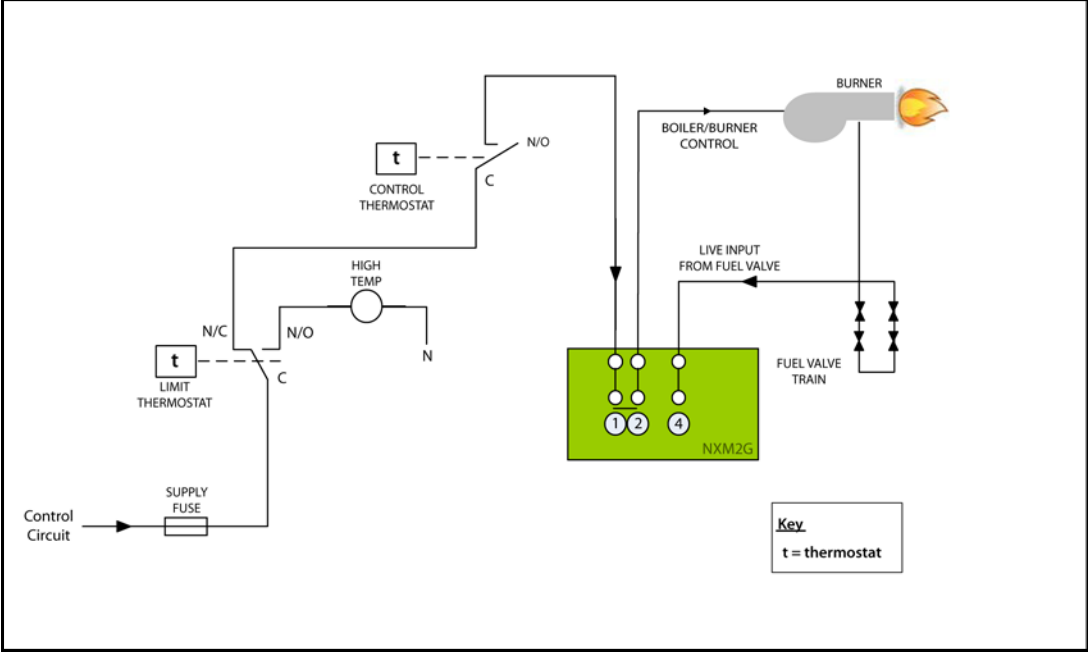 BURNER
BOILER/BURNER
CONTROL
N/O
t
C
CONTROL
THERMOSTAT
LIVE INPUT
FROM FUEL VALVE
HIGH
TEMP
N/C
N/O
N
t
C
LIMIT
THERMOSTAT
FUEL VALVE
TRAIN
1 2 4
NXM2G
SUPPLY
FUSE
Control
Circuit
Key
t = thermostat